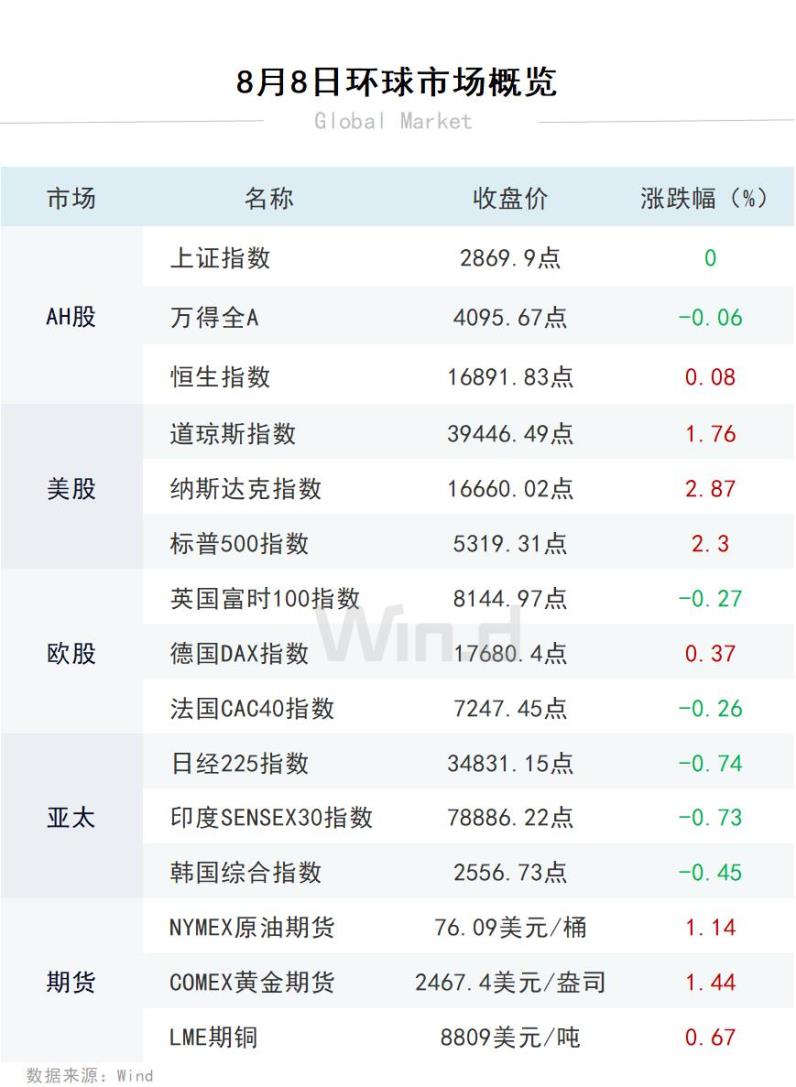 8月8日环球市场概览
Global Market
市场 名称 收盘价 涨跌幅（%）
AH股
上证指数 2869.9点 0
万得全A 4095.67点 -0.06
恒生指数 16891.83点 0.08
美股
道琼斯指数 39446.49点 1.76
纳斯达克指数 16660.02点 2.87
标普500指数 5319.31点 2.3
欧股
英国富时100指数 8144.97点 -0.27
德国DAX指数 17680.4点 0.37
法国CAC40指数 7247.45点 -0.26
亚太
日经225指数 34831.15点 -0.74
印度SENSEX30指数 78886.22点 -0.73
韩国综合指数 2556.73点 -0.45
期货
NYMEX原油期货 76.09美元/桶 1.14
COMEX黄金期货 2467.4美元/盎司 1.44
LME期铜 8809美元/吨 0.67
Win.d
数据来源：Wind